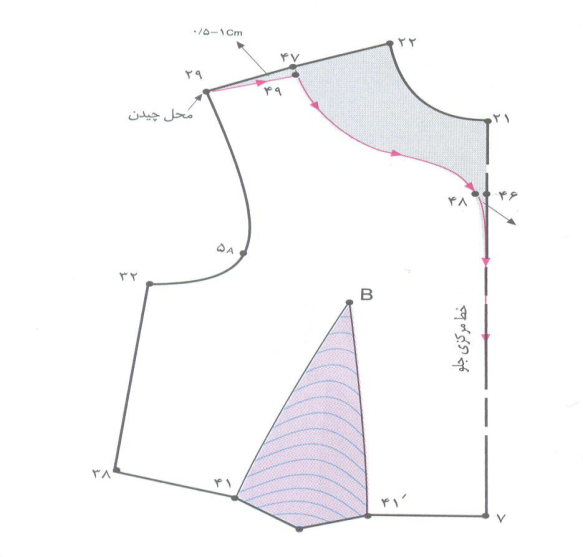 ۰/۵-۱Cm
۴۷
۲۲
۲۹
۴۹
محل چیدن
۲۱
۴۸
۴۶
۵A
۳۲
B
خط مرکزی جلو
۳۸
۴۱
۴۱´
۷